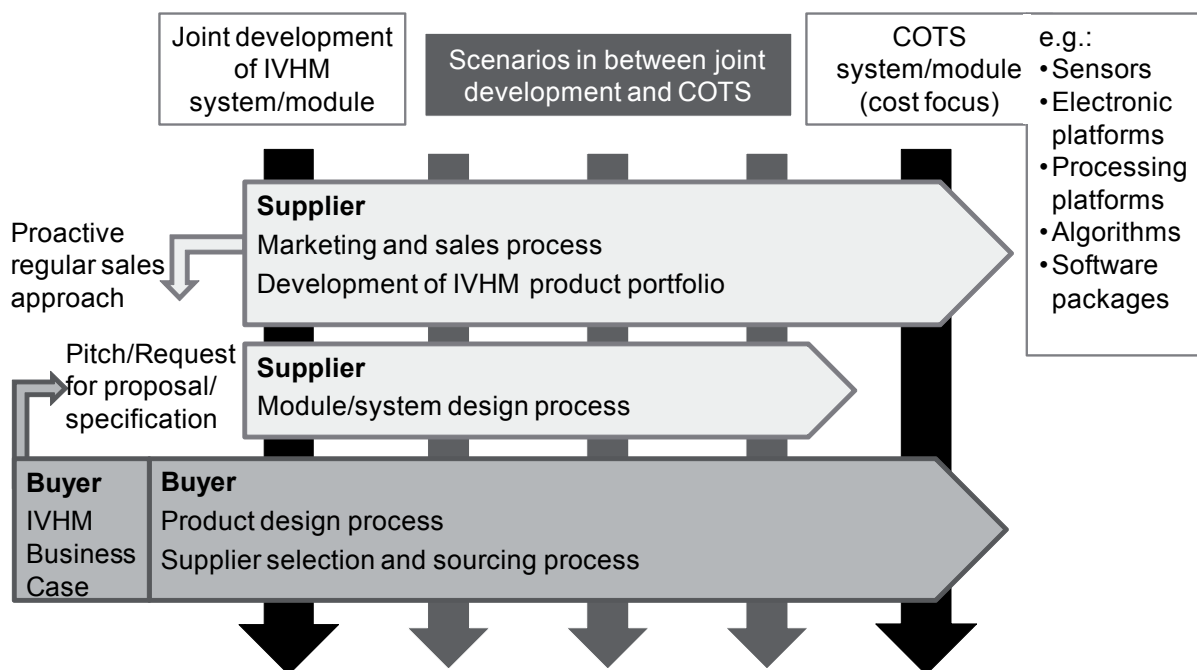 Joint development
of IVHM
system/module
Scenarios in between joint
development and COTS
COTS
system/module
(cost focus)
e.g.:
•Sensors
•Electronic
platforms
•Processing
platforms
•Algorithms
•Software
packages
Proactive
regular sales
approach
Supplier
Marketing and sales process
Development of IVHM product portfolio
Pitch/Request
for proposal/
specification
Supplier
Module/system design process
Buyer
IVHM
Business
Case
Buyer
Product design process
Supplier selection and sourcing process